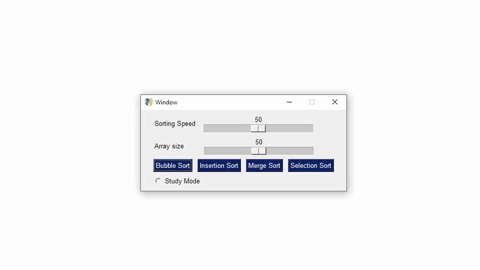 Window
Sorting Speed
50
Array size
50
Bubble Sort Insertion Sort Merge Sort Selection Sort
Study Mode